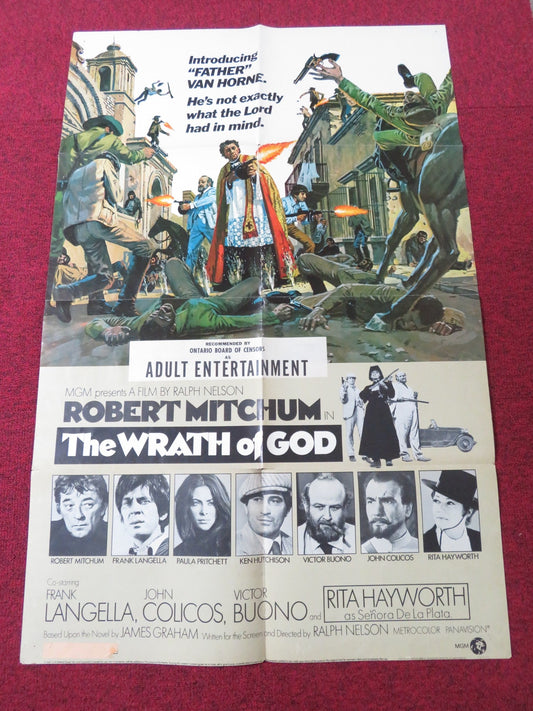 Introducing
"FATHER"
VAN HORNE.
He's not exactly
what the Lord
had in mind.
RECOMMENDED BY
ONTARIO BOARD OF CENSORS
AS
ADULT ENTERTAINMENT
MGM presents A FILM BY RALPH NELSON
ROBERT MITCHUM IN
The WRATH of GOD
ROBERT MITCHUM FRANK LANGELLA PAULA PRITCHETT KEN HUTCHISON VICTOR BUONO JOHN COLICOS RITA HAYWORTH
Co-starring
FRANK JOHN VICTOR
LANGELLA, COLICOS, BUONO and RITA HAYWORTH
as Señora De La Plata.
Based Upon the Novel by JAMES GRAHAM Written for the Screen and Directed by RALPH NELSON METROCOLOR PANAVISION®
MGM